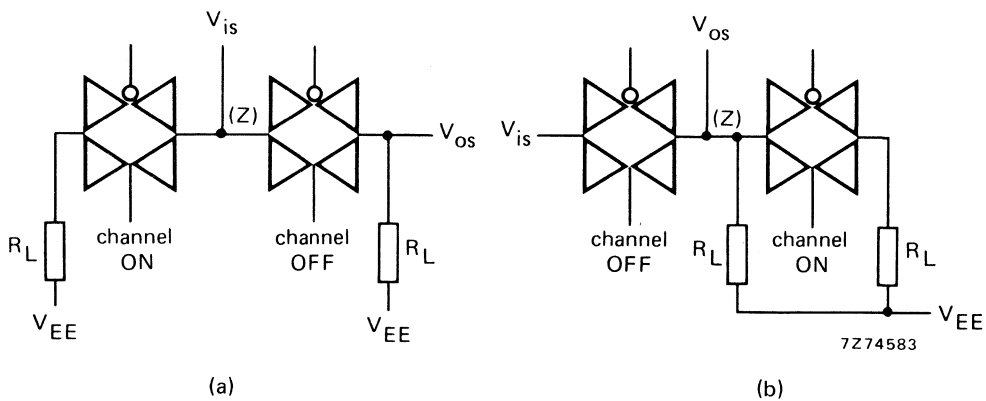 V_is
(Z)
V_os
R_L
channel
ON
channel
OFF
R_L
V_EE
V_EE
(a)
V_os
V_is
(Z)
channel
OFF
R_L
channel
ON
R_L
V_EE
7Z74583
(b)